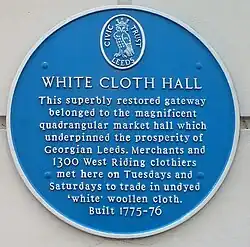 CIVIC TRUST
LEEDS
WHITE CLOTH HALL
This superbly restored gateway
belonged to the magnificent
quadrangular market hall which
underpinned the prosperity of
Georgian Leeds. Merchants and
1300 West Riding clothiers
met here on Tuesdays and
Saturdays to trade in undyed
'white' woollen cloth.
Built 1775-76